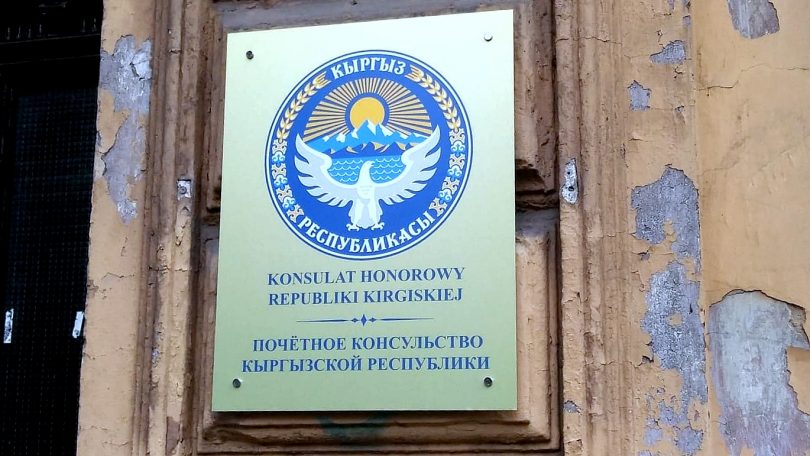 КЫРГЫЗ
РЕСПУБЛИКАСЫ
KONSULAT HONOROWY
REPUBLIKI KIRGISKIEJ
ПОЧЁТНОЕ КОНСУЛЬСТВО
КЫРГЫЗСКОЙ РЕСПУБЛИКИ